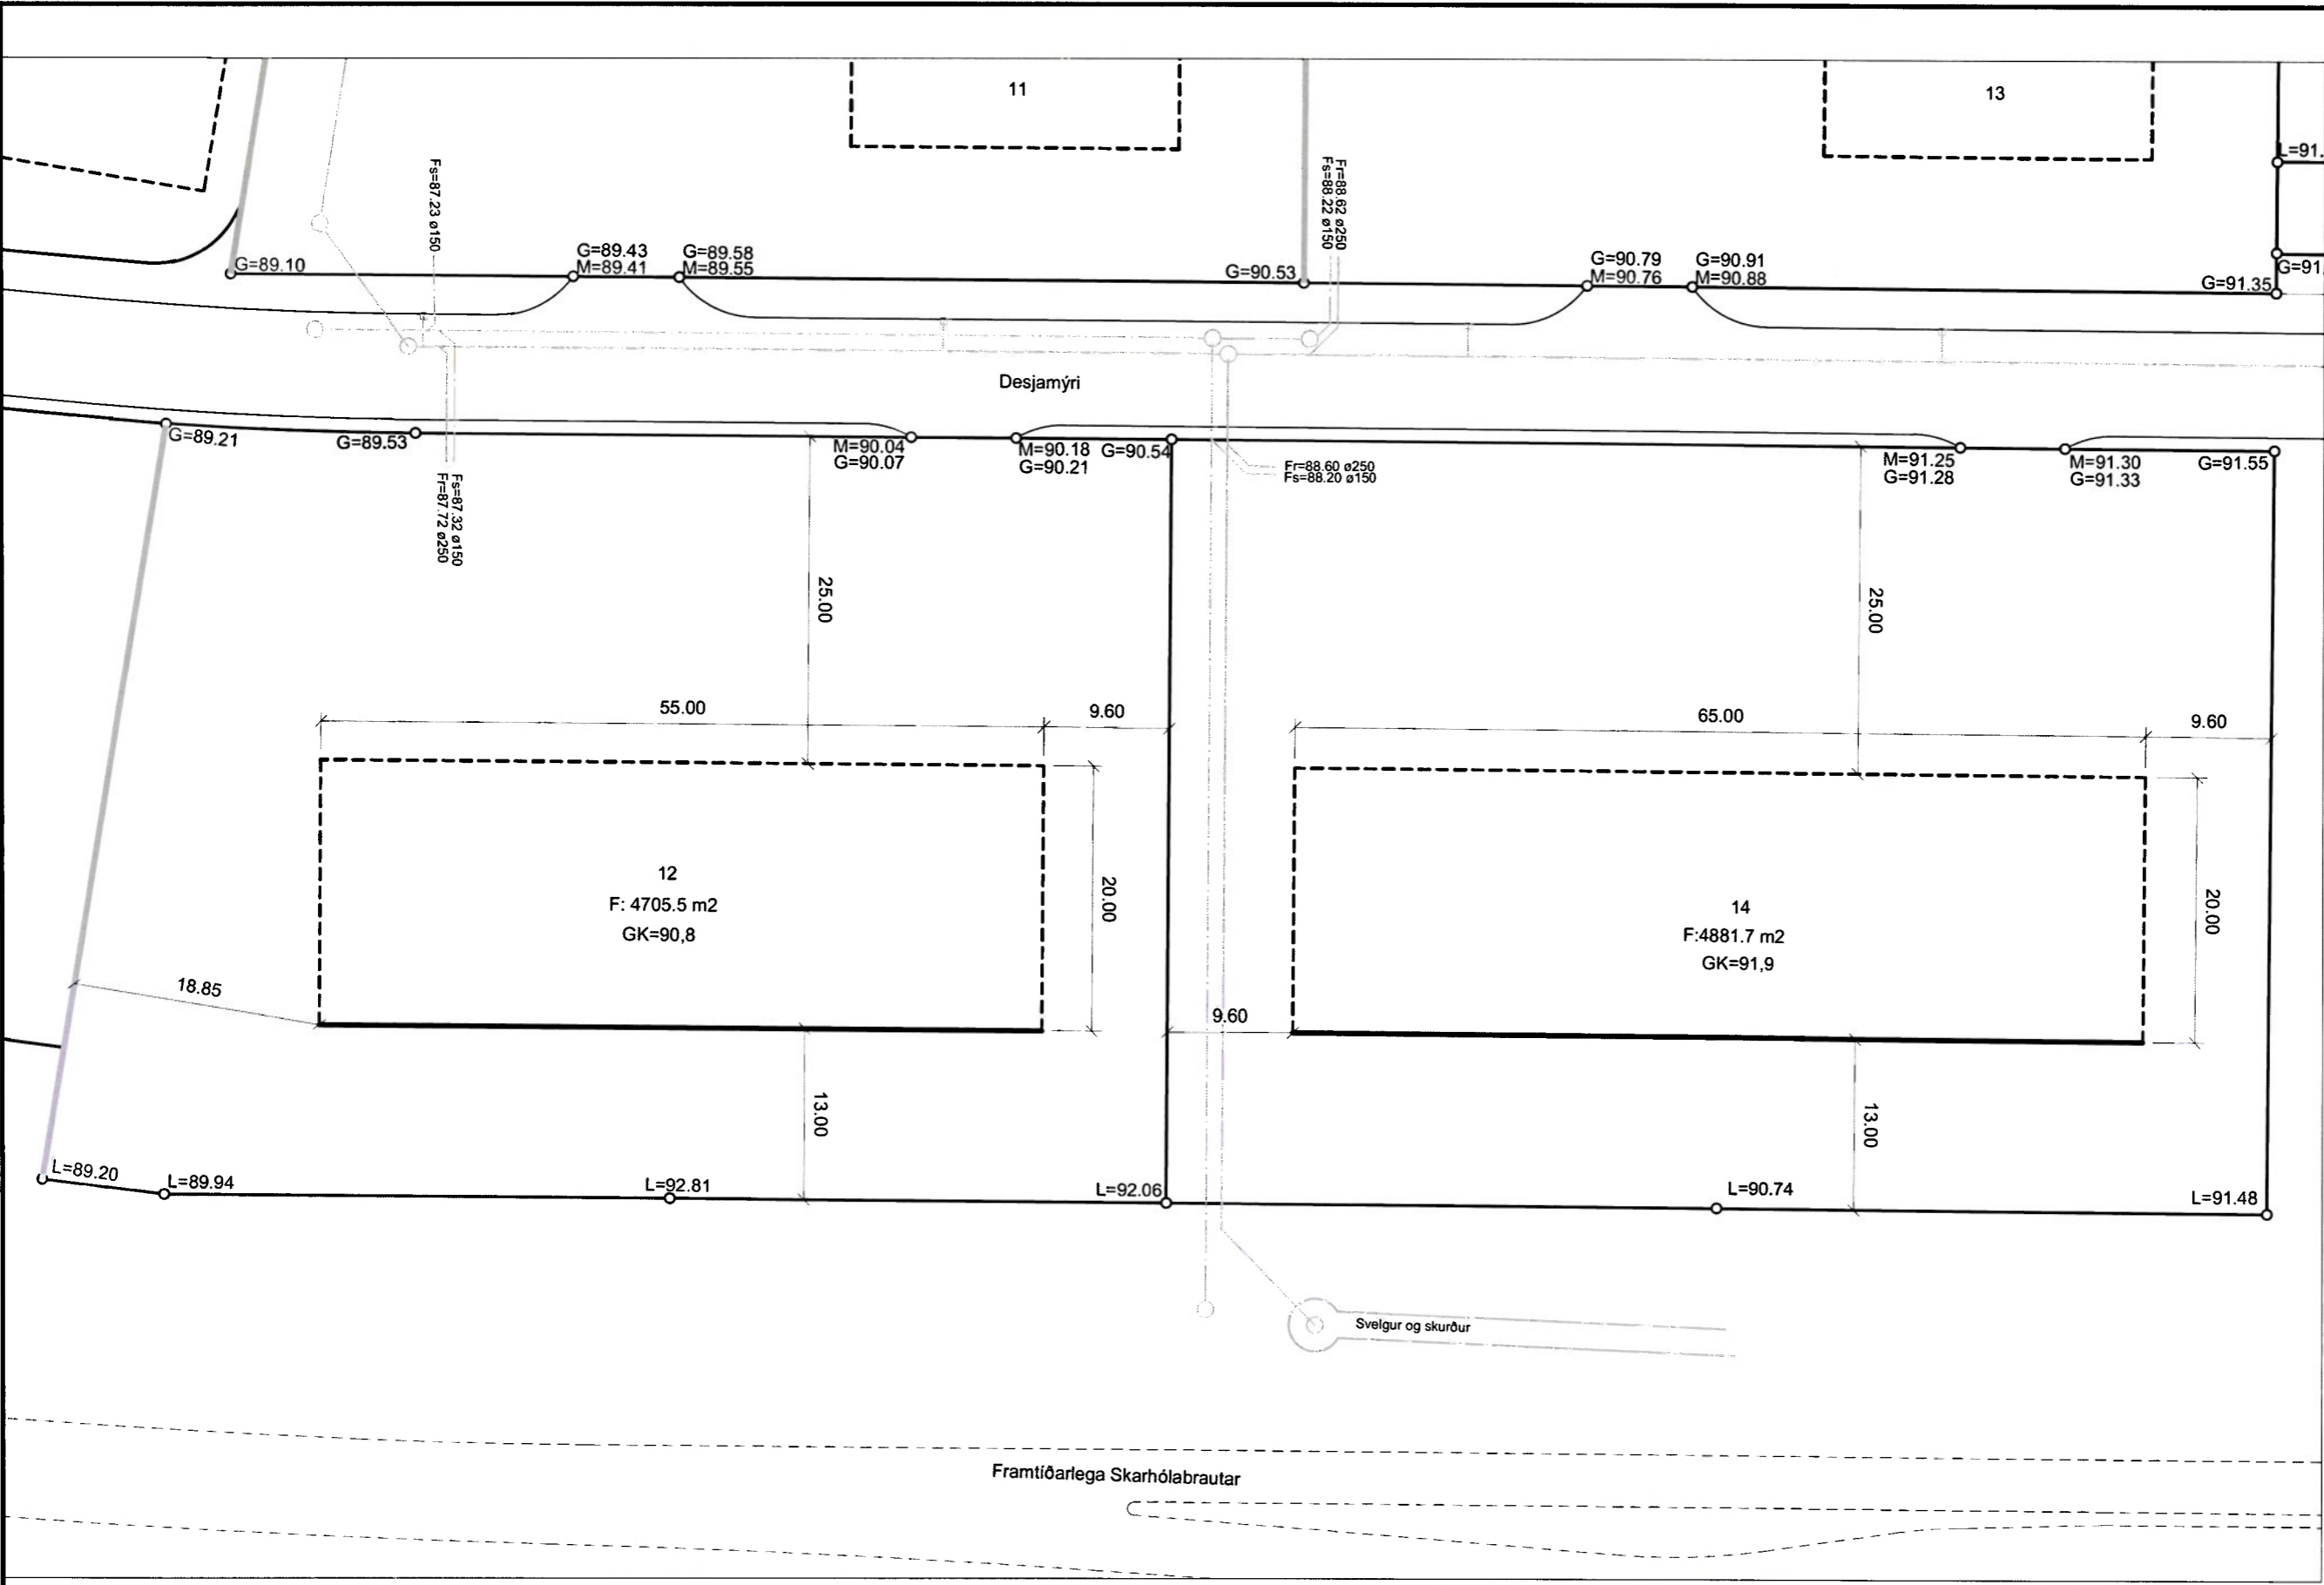 11
13
L=91.
Fs=87.23 ø150
Fr=88.62 ø250
Fs=88.22 ø150
G=89.10
G=89.43
M=89.41
G=89.58
M=89.55
G=90.53
G=90.79
M=90.76
G=90.91
M=90.88
G=91.35
G=91.
Desjamýri
G=89.21
G=89.53
M=90.04
G=90.07
M=90.18
G=90.21
G=90.54
Fr=88.60 ø250
Fs=88.20 ø150
M=91.25
G=91.28
M=91.30
G=91.33
G=91.55
Fs=87.32 ø150
Fr=87.72 ø250
25.00
25.00
55.00
9.60
65.00
9.60
12
F: 4705.5 m2
GK=90,8
20.00
14
F:4881.7 m2
GK=91,9
20.00
18.85
9.60
13.00
13.00
L=89.20
L=89.94
L=92.81
L=92.06
L=90.74
L=91.48
Svelgur og skurður
Framtíðarlega Skarhólabrautar